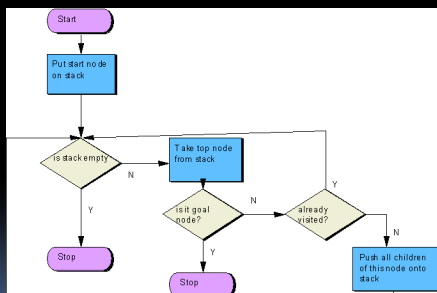 Start
Put start node
on stack
is stack empty
N
Y
Stop
Take top node
from stack
is it goal
node?
N
Y
Stop
already
visited?
Y
N
Push all children
of this node onto
stack